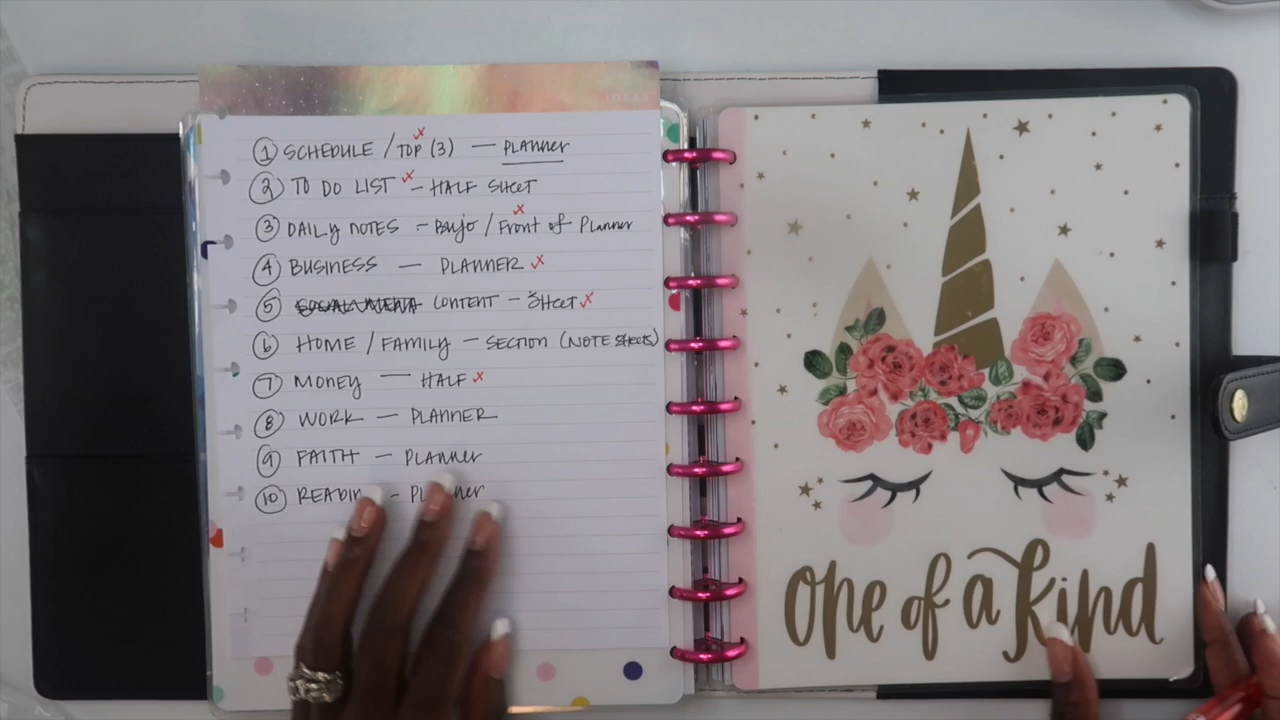 IDEAS
① SCHEDULE / TOP (3) — PLANNER
② TO DO LIST — HALF SHEET
③ DAILY NOTES — Bujo / Front of Planner
④ BUSINESS — PLANNER
⑤ CONTENT — SHEET
⑥ HOME / FAMILY — SECTION (NOTE SHEETS)
⑦ MONEY — HALF
⑧ WORK — PLANNER
⑨ FAITH — PLANNER
⑩ — 
one of a kind